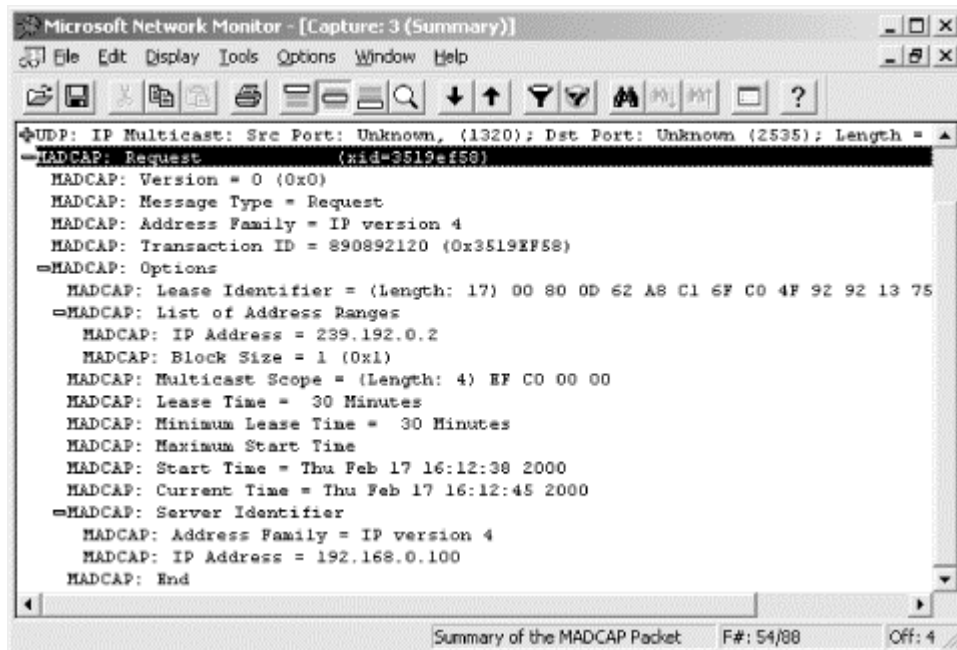 Microsoft Network Monitor - [Capture: 3 (Summary)]
File Edit Display Tools Options Window Help
UDP: IP Multicast: Src Port: Unknown, (1320); Dst Port: Unknown (2535); Length =
MADCAP: Request (xid=3519ef58)
MADCAP: Version = 0 (0x0)
MADCAP: Message Type = Request
MADCAP: Address Family = IP version 4
MADCAP: Transaction ID = 890892120 (0x3519EF58)
MADCAP: Options
MADCAP: Lease Identifier = (Length: 17) 00 80 0D 62 A8 C1 6F C0 4F 92 92 13 75
MADCAP: List of Address Ranges
MADCAP: IP Address = 239.192.0.2
MADCAP: Block Size = 1 (0x1)
MADCAP: Multicast Scope = (Length: 4) EF C0 00 00
MADCAP: Lease Time = 30 Minutes
MADCAP: Minimum Lease Time = 30 Minutes
MADCAP: Maximum Start Time
MADCAP: Start Time = Thu Feb 17 16:12:38 2000
MADCAP: Current Time = Thu Feb 17 16:12:45 2000
MADCAP: Server Identifier
MADCAP: Address Family = IP version 4
MADCAP: IP Address = 192.168.0.100
MADCAP: End
Summary of the MADCAP Packet F#: 54/88 Off: 4